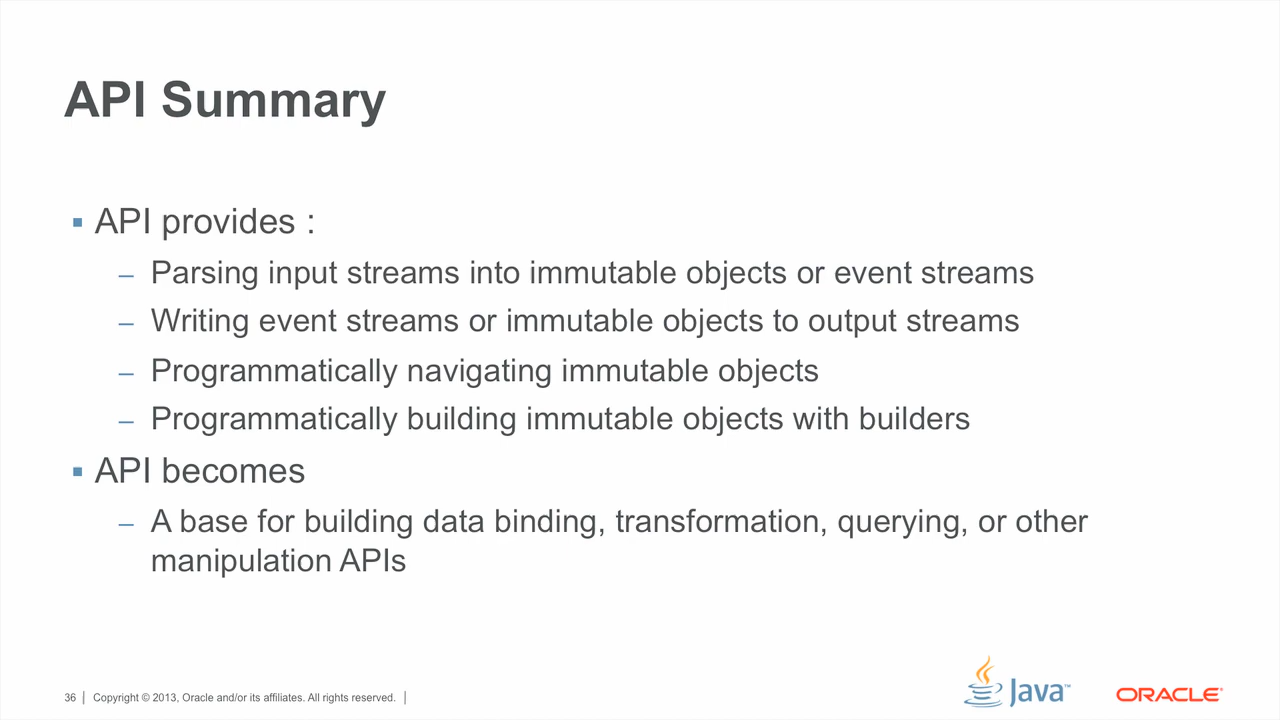 API Summary
▪ API provides :
– Parsing input streams into immutable objects or event streams
– Writing event streams or immutable objects to output streams
– Programmatically navigating immutable objects
– Programmatically building immutable objects with builders
▪ API becomes
– A base for building data binding, transformation, querying, or other
manipulation APIs
36 | Copyright © 2013, Oracle and/or its affiliates. All rights reserved. |
Java™
ORACLE®